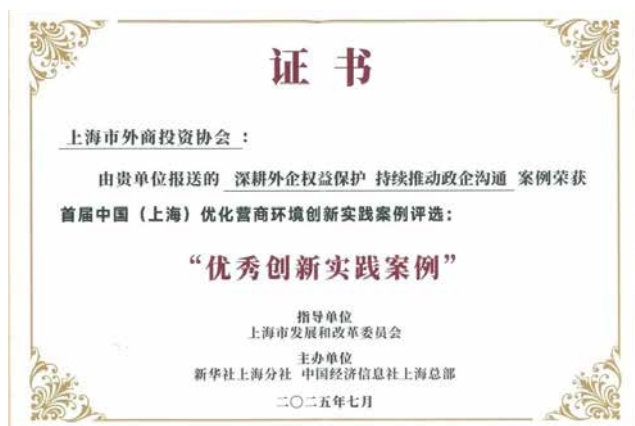 证 书
上海市外商投资协会 :
由贵单位报送的 深耕外企权益保护 持续推动政企沟通 案例荣获
首届中国（上海）优化营商环境创新实践案例评选：
“优秀创新实践案例”
指导单位
上海市发展和改革委员会
主办单位
新华社上海分社 中国经济信息社上海总部
二〇二五年七月